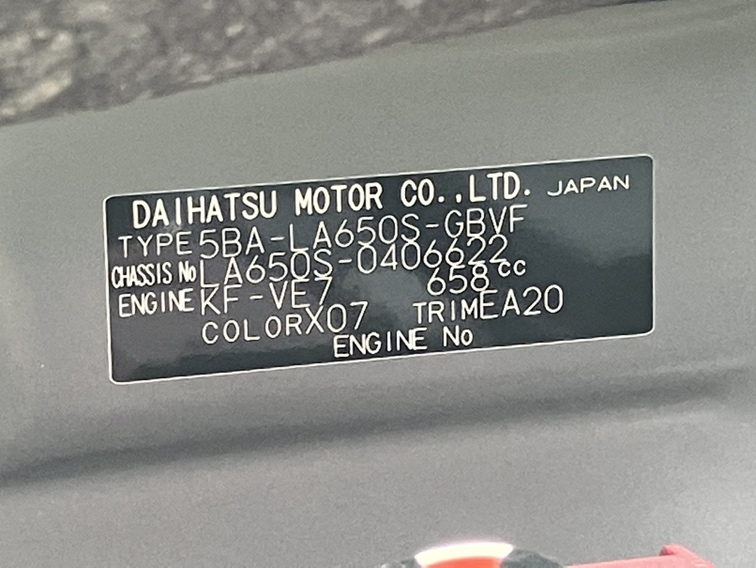 DAIHATSU MOTOR CO.,LTD. JAPAN
TYPE 5BA-LA650S-GBVF
CHASSIS No LA650S-0406622
ENGINE KF-VE7 658cc
COLOR X07 TRIM EA20
ENGINE No